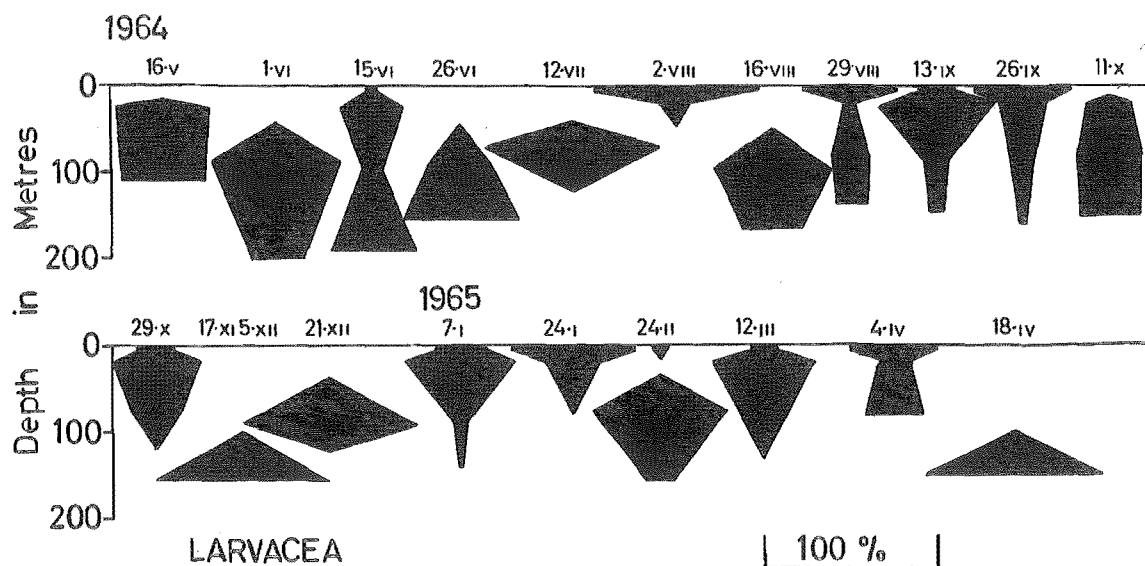 1964
16·V 1·VI 15·VI 26·VI 12·VII 2·VIII 16·VIII 29·VIII 13·IX 26·IX 11·X
0
100
200
1965
29·X 17·XI 5·XII 21·XII 7·I 24·I 24·II 12·III 4·IV 18·IV
0
100
200
Depth in Metres
LARVACEA
100 %